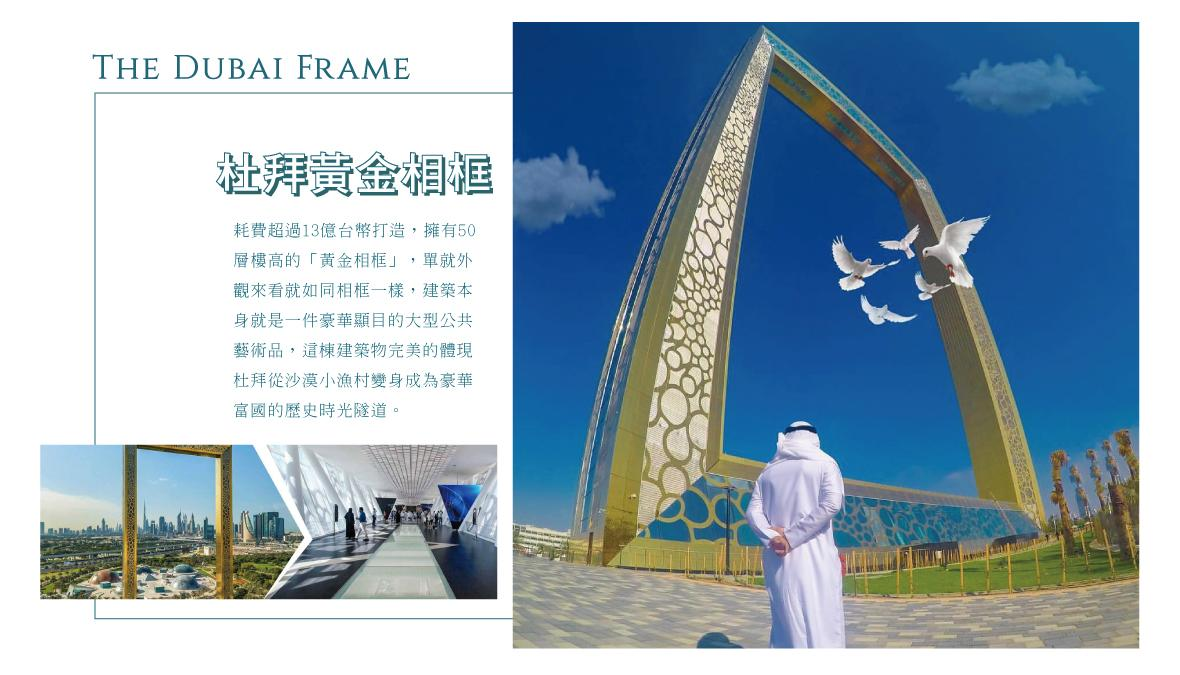 THE DUBAI FRAME
杜拜黃金相框
耗費超過13億台幣打造，擁有50
層樓高的「黃金相框」，單就外
觀來看就如同相框一樣，建築本
身就是一件豪華顯目的大型公共
藝術品，這棟建築物完美的體現
杜拜從沙漠小漁村變身成為豪華
富國的歷史時光隧道。